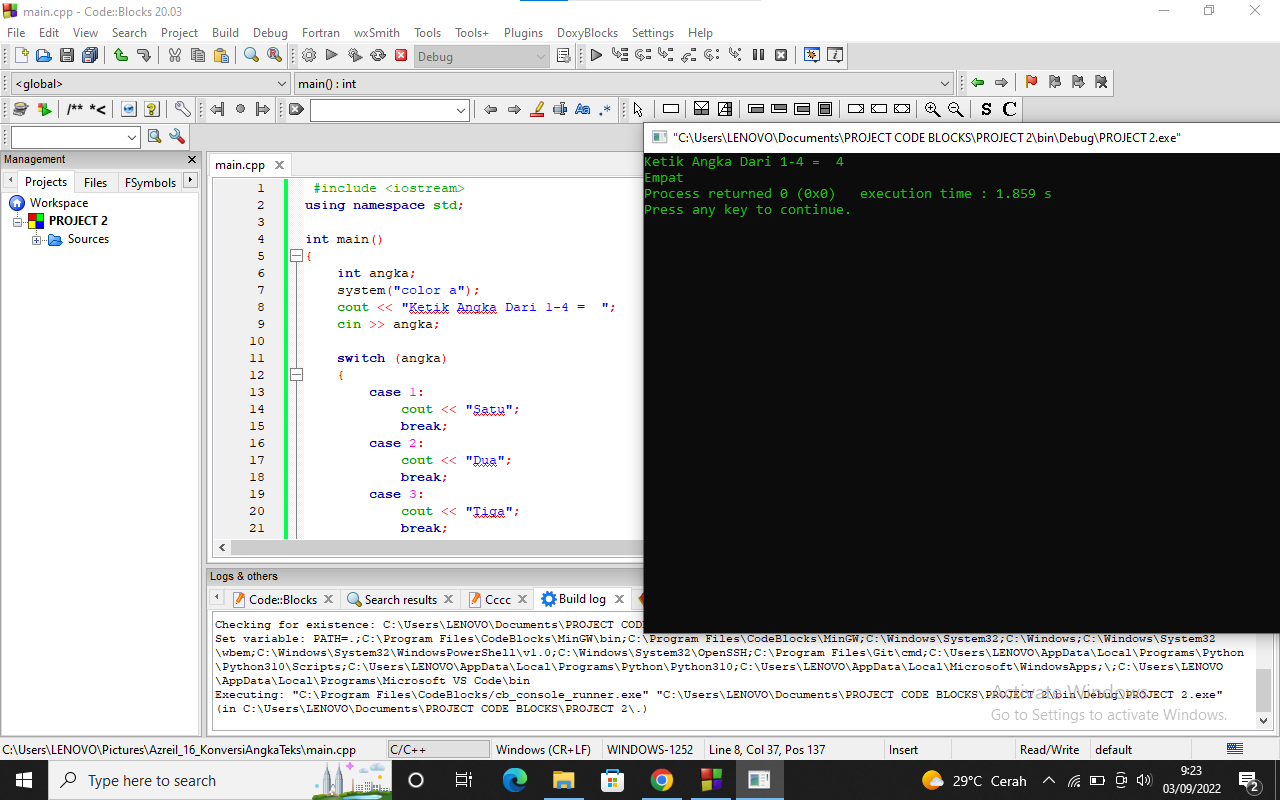 main.cpp - Code::Blocks 20.03
File Edit View Search Project Build Debug Fortran wxSmith Tools Tools+ Plugins DoxyBlocks Settings Help
Debug
<global> main() : int
/** *<
Aa .*
S C
Management
Projects Files FSymbols
Workspace
PROJECT 2
Sources
main.cpp
1 #include <iostream>
2 using namespace std;
3
4 int main()
5 {
6 int angka;
7 system("color a");
8 cout << "Ketik Angka Dari 1-4 =  ";
9 cin >> angka;
10
11 switch (angka)
12 {
13 case 1:
14 cout << "Satu";
15 break;
16 case 2:
17 cout << "Dua";
18 break;
19 case 3:
20 cout << "Tiga";
21 break;
"C:\Users\LENOVO\Documents\PROJECT CODE BLOCKS\PROJECT 2\bin\Debug\PROJECT 2.exe"
Ketik Angka Dari 1-4 =  4
Empat
Process returned 0 (0x0)   execution time : 1.859 s
Press any key to continue.
Logs & others
Code::Blocks Search results Cccc Build log
Checking for existence: C:\Users\LENOVO\Documents\PROJECT COD
Set variable: PATH=.;C:\Program Files\CodeBlocks\MinGW\bin;C:\Program Files\CodeBlocks\MinGW;C:\Windows\System32;C:\Windows;C:\Windows\System32
\wbem;C:\Windows\System32\WindowsPowerShell\v1.0;C:\Windows\System32\OpenSSH;C:\Program Files\Git\cmd;C:\Users\LENOVO\AppData\Local\Programs\Python
\Python310\Scripts;C:\Users\LENOVO\AppData\Local\Programs\Python\Python310;C:\Users\LENOVO\AppData\Local\Microsoft\WindowsApps;\;C:\Users\LENOVO
\AppData\Local\Programs\Microsoft VS Code\bin
Executing: "C:\Program Files\CodeBlocks/cb_console_runner.exe" "C:\Users\LENOVO\Documents\PROJECT CODE BLOCKS\PROJECT 2\bin\Debug\PROJECT 2.exe"
(in C:\Users\LENOVO\Documents\PROJECT CODE BLOCKS\PROJECT 2\.)
Activate Windows
Go to Settings to activate Windows.
C:\Users\LENOVO\Pictures\Azreil_16_KonversiAngkaTeks\main.cpp C/C++ Windows (CR+LF) WINDOWS-1252 Line 8, Col 37, Pos 137 Insert Read/Write default
Type here to search
29°C Cerah
9:23
03/09/2022
2